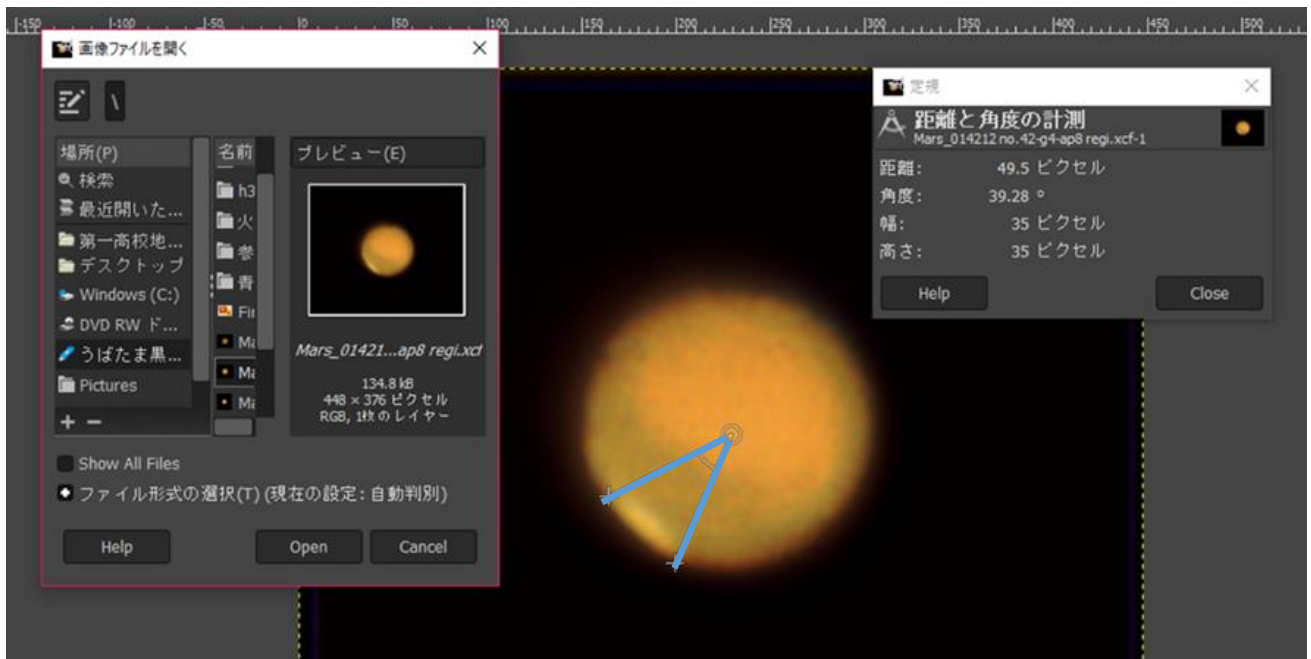 -150 -100 -50 0 50 100 150 200 250 300 350 400 450 500
画像ファイルを開く
\
場所(P)
検索
最近開いた...
第一高校地...
デスクトップ
Windows (C:)
DVD RW ド...
うばたま黒...
Pictures
+ −
名前
h3
火
参
青
Fir
Ma
Ma
Ma
プレビュー(E)
Mars_01421...ap8 regi.xcf
134.8 kB
448 × 376 ピクセル
RGB, 1枚のレイヤー
Show All Files
ファイル形式の選択(T) (現在の設定: 自動判別)
Help Open Cancel
定規
距離と角度の計測
Mars_014212 no.42-g4-ap8 regi.xcf-1
距離: 49.5 ピクセル
角度: 39.28 °
幅: 35 ピクセル
高さ: 35 ピクセル
Help Close